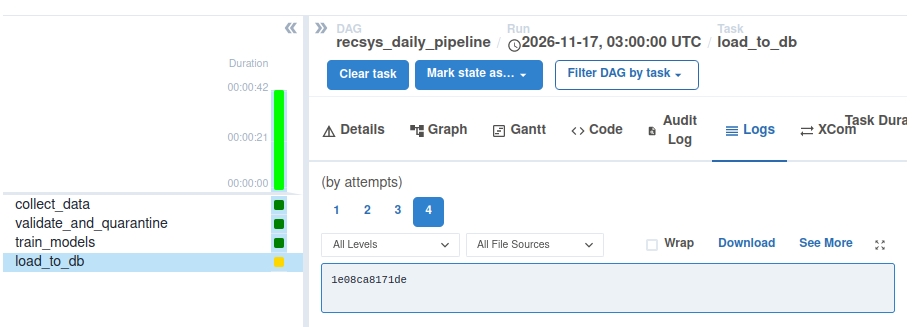 DAG Run Task
recsys_daily_pipeline / 2026-11-17, 03:00:00 UTC / load_to_db
Clear task Mark state as... Filter DAG by task
Details Graph Gantt Code Audit Log Logs XCom Task Dura
Duration
00:00:42
00:00:21
00:00:00
collect_data
validate_and_quarantine
train_models
load_to_db
(by attempts)
1 2 3 4
All Levels All File Sources Wrap Download See More
1e08ca8171de